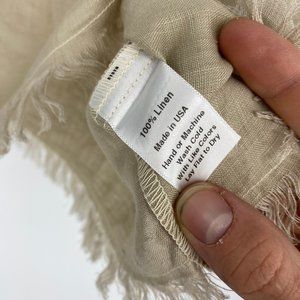 100% Linen
Made in USA
Hand or Machine
Wash Cold
With Like Colors
Lay Flat to Dry